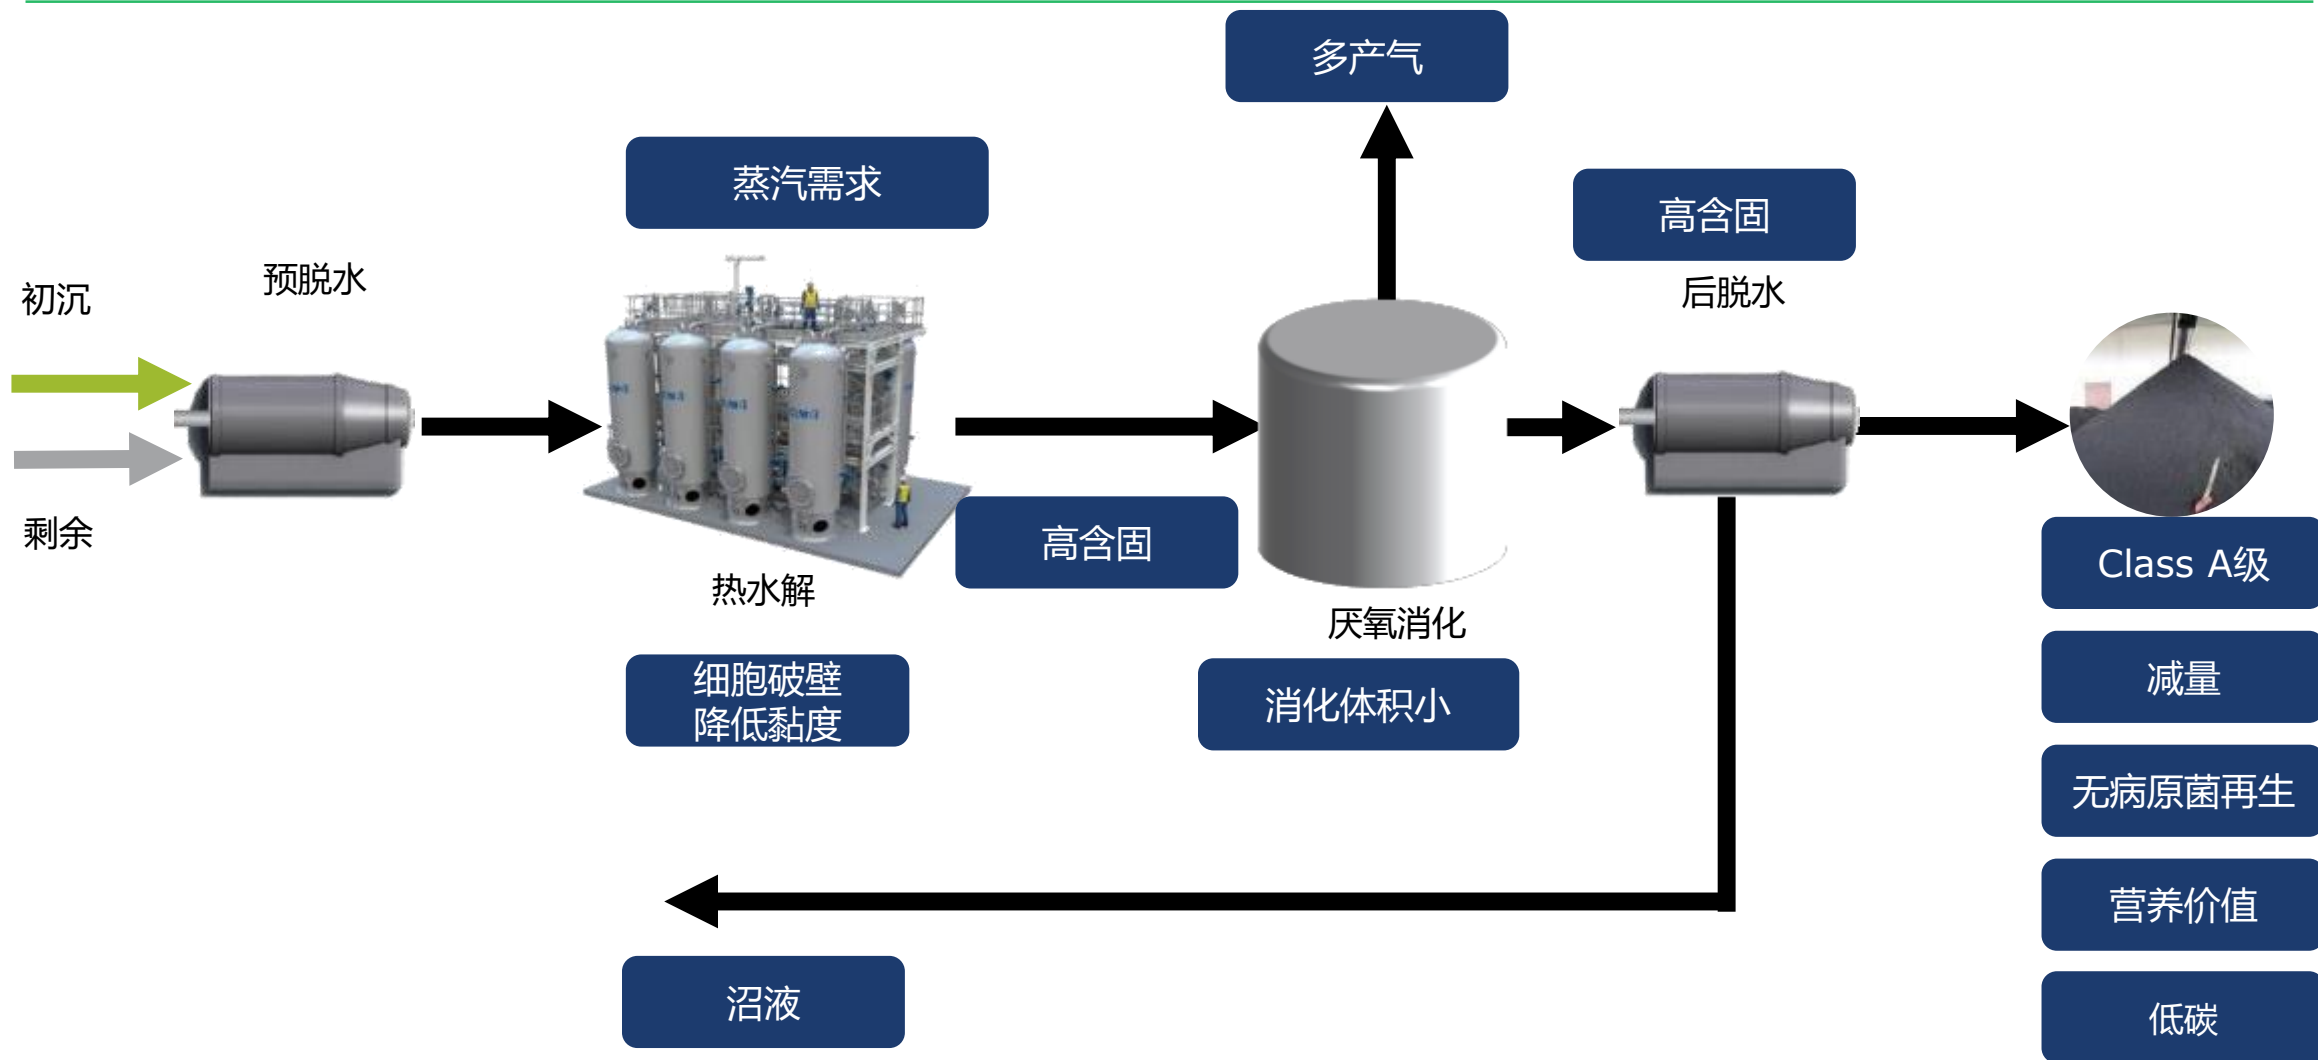 多产气
蒸汽需求
高含固
预脱水
初沉
后脱水
剩余
高含固
热水解
厌氧消化
Class A级
细胞破壁
降低黏度
消化体积小
减量
无病原菌再生
营养价值
沼液
低碳